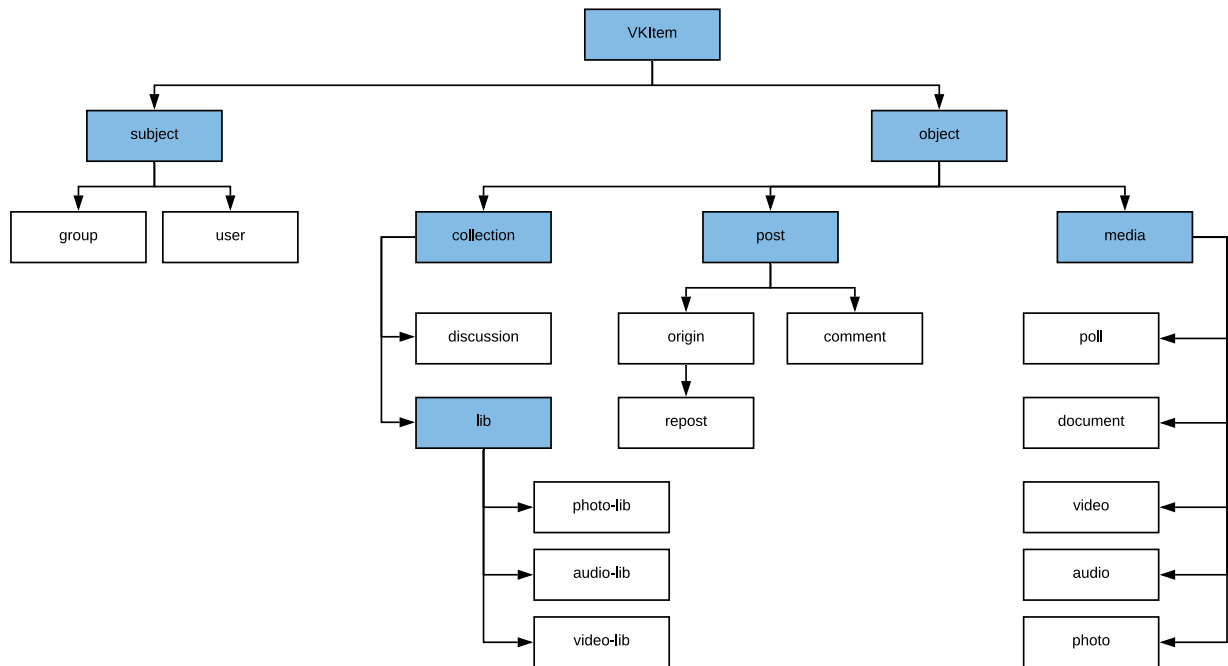 VKItem
subject
object
group
user
collection
post
media
discussion
origin
comment
poll
lib
repost
document
photo-lib
video
audio-lib
audio
video-lib
photo